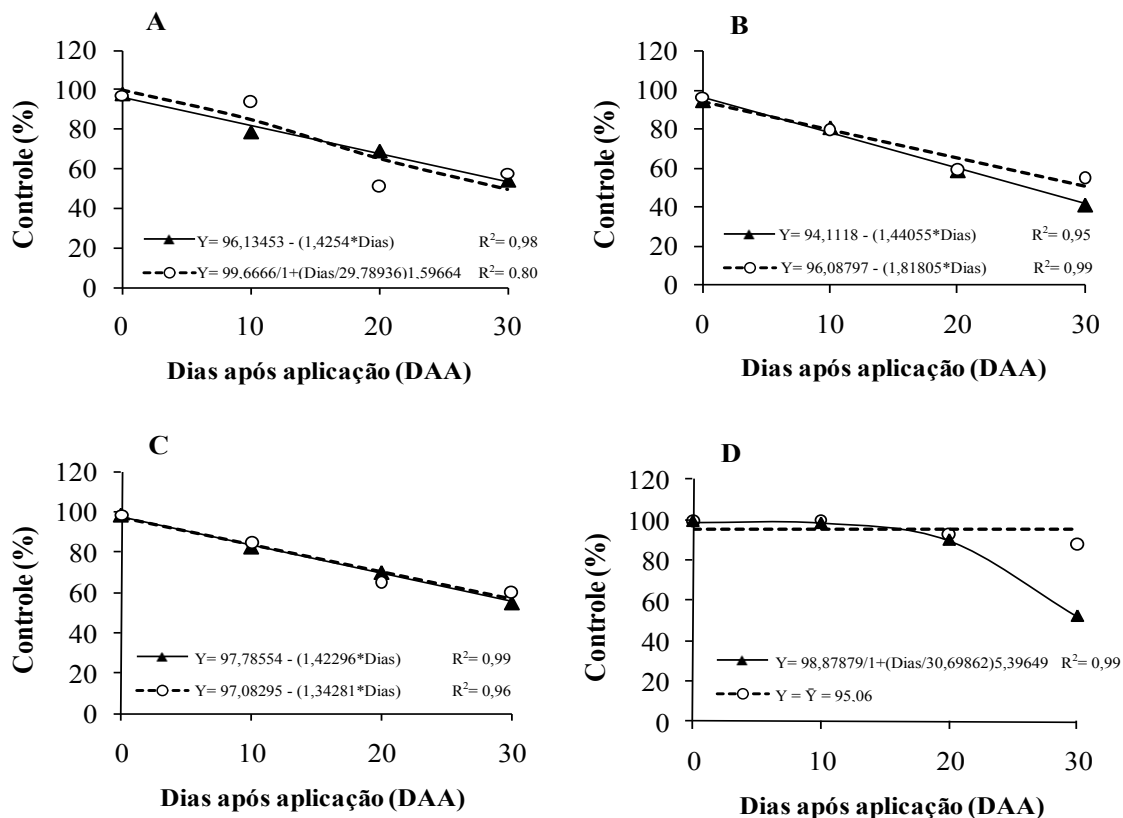 A
120
100
80
60
40
20
0
Controle (%)
Y= 96,13453 - (1,4254*Dias) R²= 0,98
Y= 99,6666/1+(Dias/29,78936)1,59664 R²= 0,80
0 10 20 30
Dias após aplicação (DAA)
B
120
100
80
60
40
20
0
Controle (%)
Y= 94,1118 - (1,44055*Dias) R²= 0,95
Y= 96,08797 - (1,81805*Dias) R²= 0,99
0 10 20 30
Dias após aplicação (DAA)
C
120
100
80
60
40
20
0
Controle (%)
Y= 97,78554 - (1,42296*Dias) R²= 0,99
Y= 97,08295 - (1,34281*Dias) R²= 0,96
0 10 20 30
Dias após aplicação (DAA)
D
120
100
80
60
40
20
0
Controle (%)
Y= 98,87879/1+(Dias/30,69862)5,39649 R²= 0,99
Y = Ȳ = 95,06
0 10 20 30
Dias após aplicação (DAA)